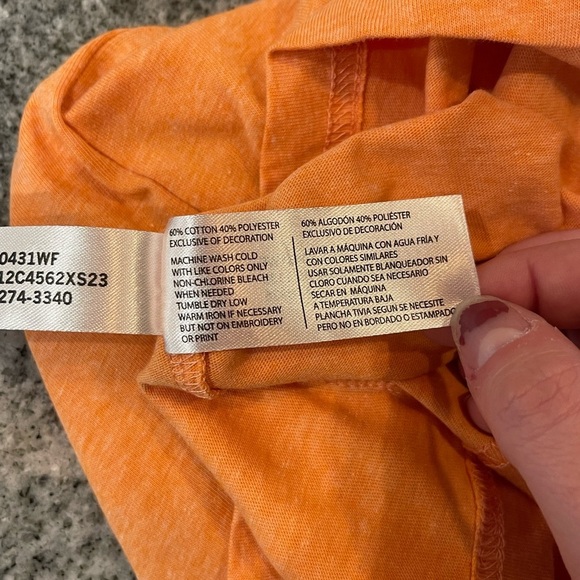 0431WF
12C4562XS23
274-3340
60% COTTON 40% POLYESTER
EXCLUSIVE OF DECORATION
MACHINE WASH COLD
WITH LIKE COLORS ONLY
NON-CHLORINE BLEACH
WHEN NEEDED
TUMBLE DRY LOW
WARM IRON IF NECESSARY
BUT NOT ON EMBROIDERY
OR PRINT
60% ALGODÓN 40% POLIÉSTER
EXCLUSIVO DE DECORACIÓN
LAVAR A MÁQUINA CON AGUA FRÍA Y
CON COLORES SIMILARES
USAR SOLAMENTE BLANQUEADOR SIN
CLORO CUANDO SEA NECESARIO
SECAR EN MÁQUINA
A TEMPERATURA BAJA
PLANCHA TIVIA SEGÚN SE NECESITE
PERO NO EN BORDADO O ESTAMPADO